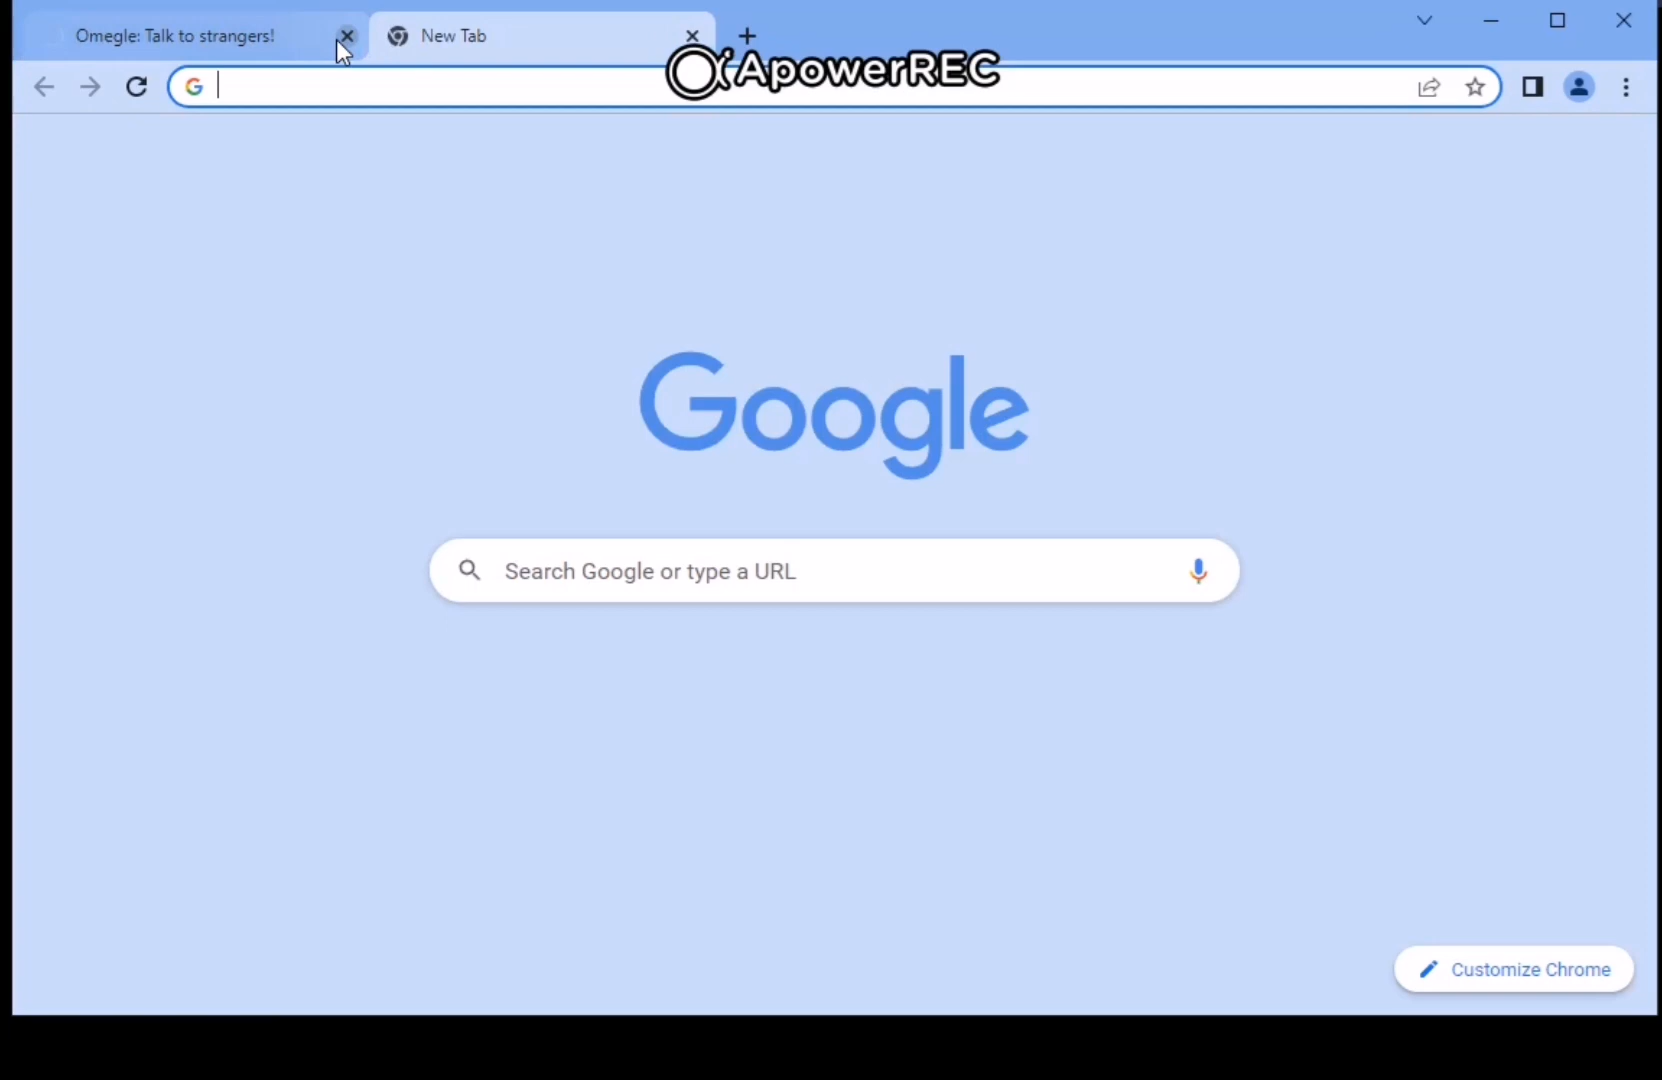 Omegle: Talk to strangers!
New Tab
ApowerREC
Google
Search Google or type a URL
Customize Chrome